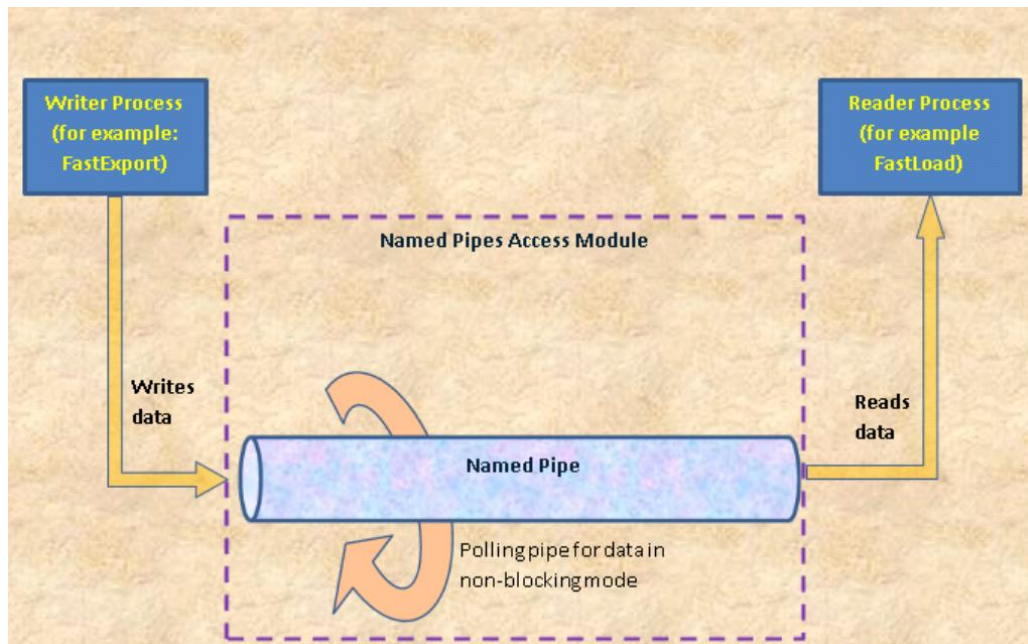 Writer Process
(for example:
FastExport)
Reader Process
(for example
FastLoad)
Named Pipes Access Module
Writes
data
Reads
data
Named Pipe
Polling pipe for data in
non-blocking mode